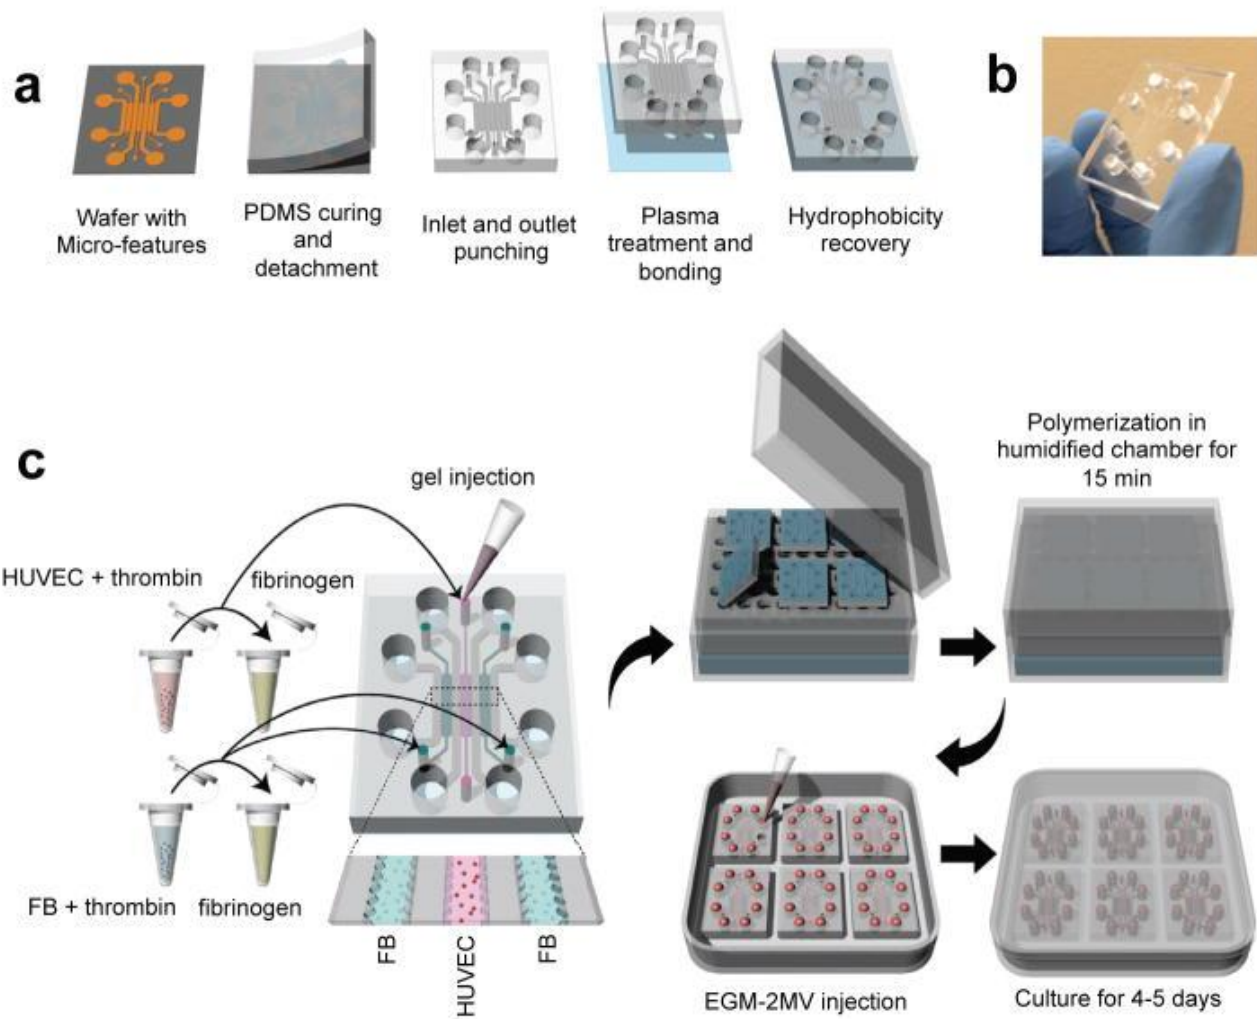 a
b
Wafer with
Micro-features
PDMS curing
and
detachment
Inlet and outlet
punching
Plasma
treatment and
bonding
Hydrophobicity
recovery
c
gel injection
HUVEC + thrombin
fibrinogen
FB + thrombin
fibrinogen
FB
HUVEC
FB
Polymerization in
humidified chamber for
15 min
EGM-2MV injection
Culture for 4-5 days